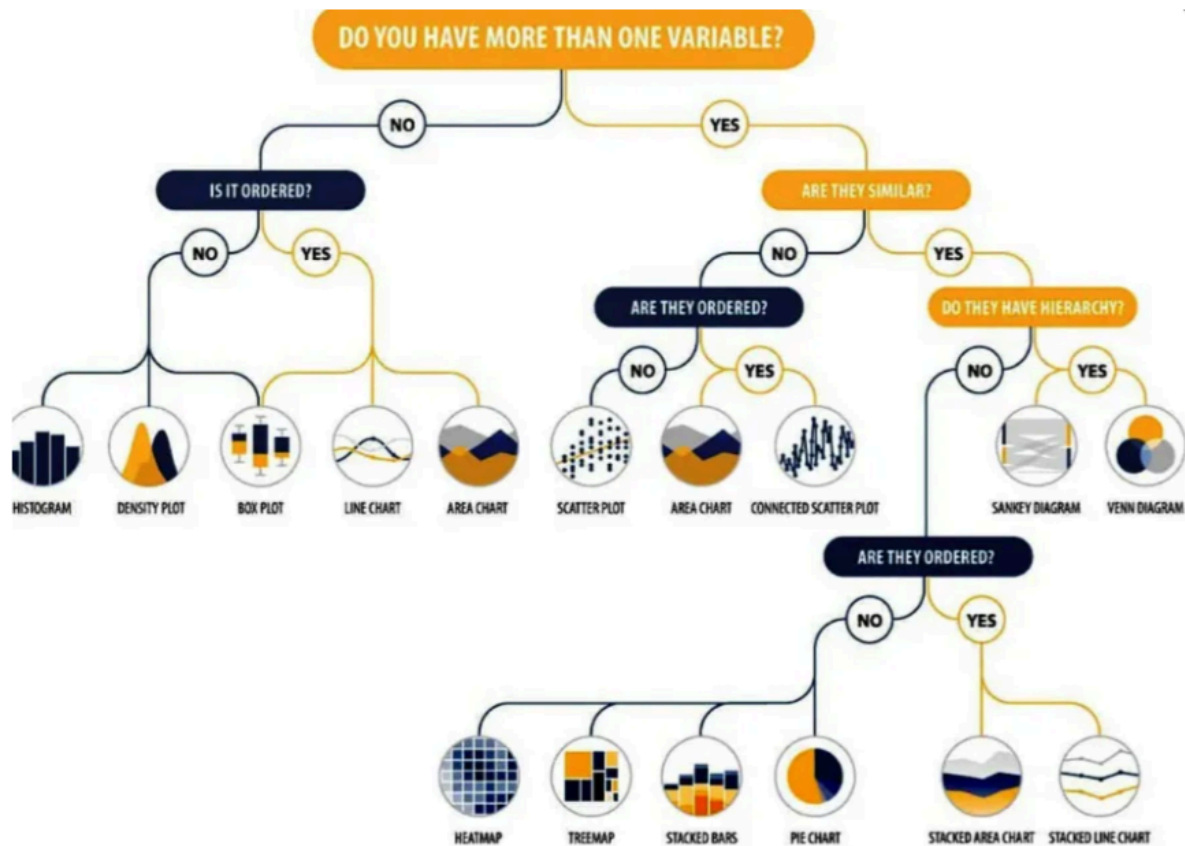 DO YOU HAVE MORE THAN ONE VARIABLE?
NO
YES
IS IT ORDERED?
ARE THEY SIMILAR?
NO
YES
NO
YES
ARE THEY ORDERED?
DO THEY HAVE HIERARCHY?
NO
YES
NO
YES
HISTOGRAM
DENSITY PLOT
BOX PLOT
LINE CHART
AREA CHART
SCATTER PLOT
AREA CHART
CONNECTED SCATTER PLOT
SANKEY DIAGRAM
VENN DIAGRAM
ARE THEY ORDERED?
NO
YES
HEATMAP
TREEMAP
STACKED BARS
PIE CHART
STACKED AREA CHART
STACKED LINE CHART